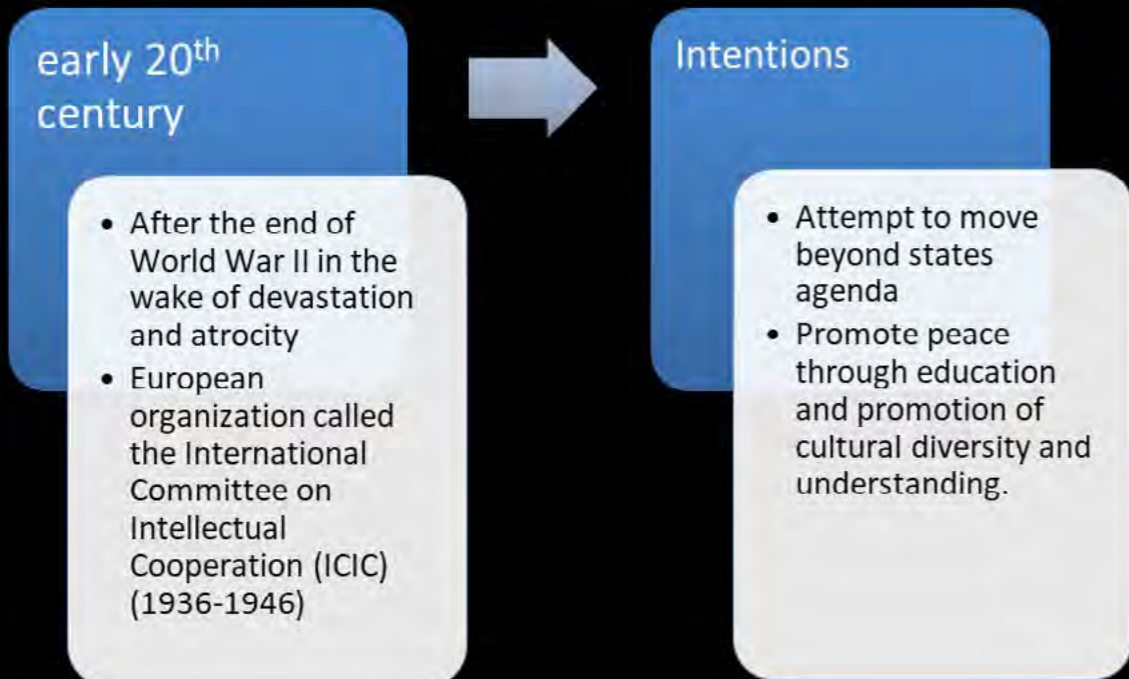 early 20th
century
• After the end of
World War II in the
wake of devastation
and atrocity
• European
organization called
the International
Committee on
Intellectual
Cooperation (ICIC)
(1936-1946)
Intentions
• Attempt to move
beyond states
agenda
• Promote peace
through education
and promotion of
cultural diversity and
understanding.